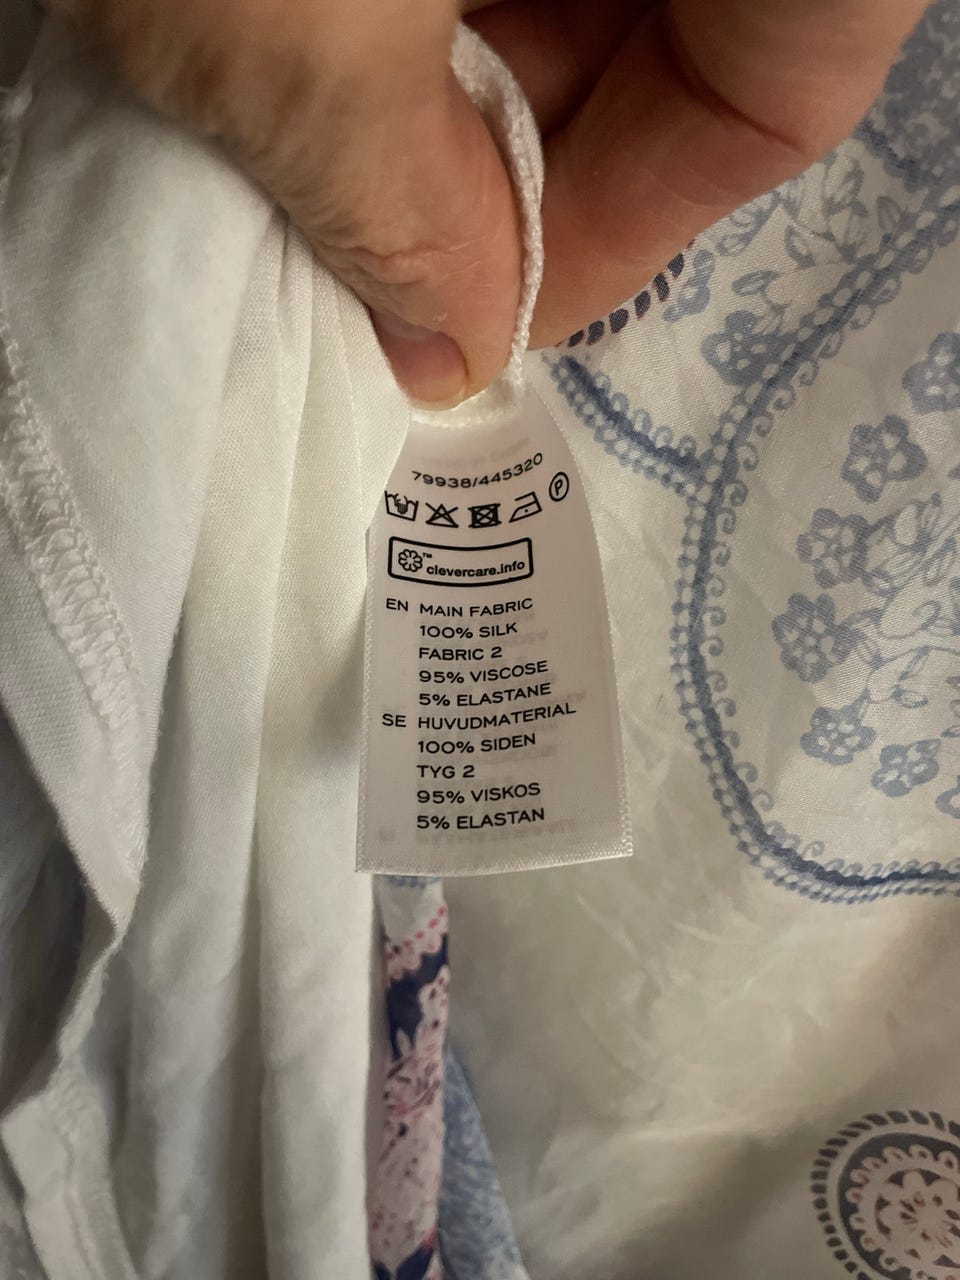 79938/445320
P
™
clevercare.info
EN MAIN FABRIC
100% SILK
FABRIC 2
95% VISCOSE
5% ELASTANE
SE HUVUDMATERIAL
100% SIDEN
TYG 2
95% VISKOS
5% ELASTAN